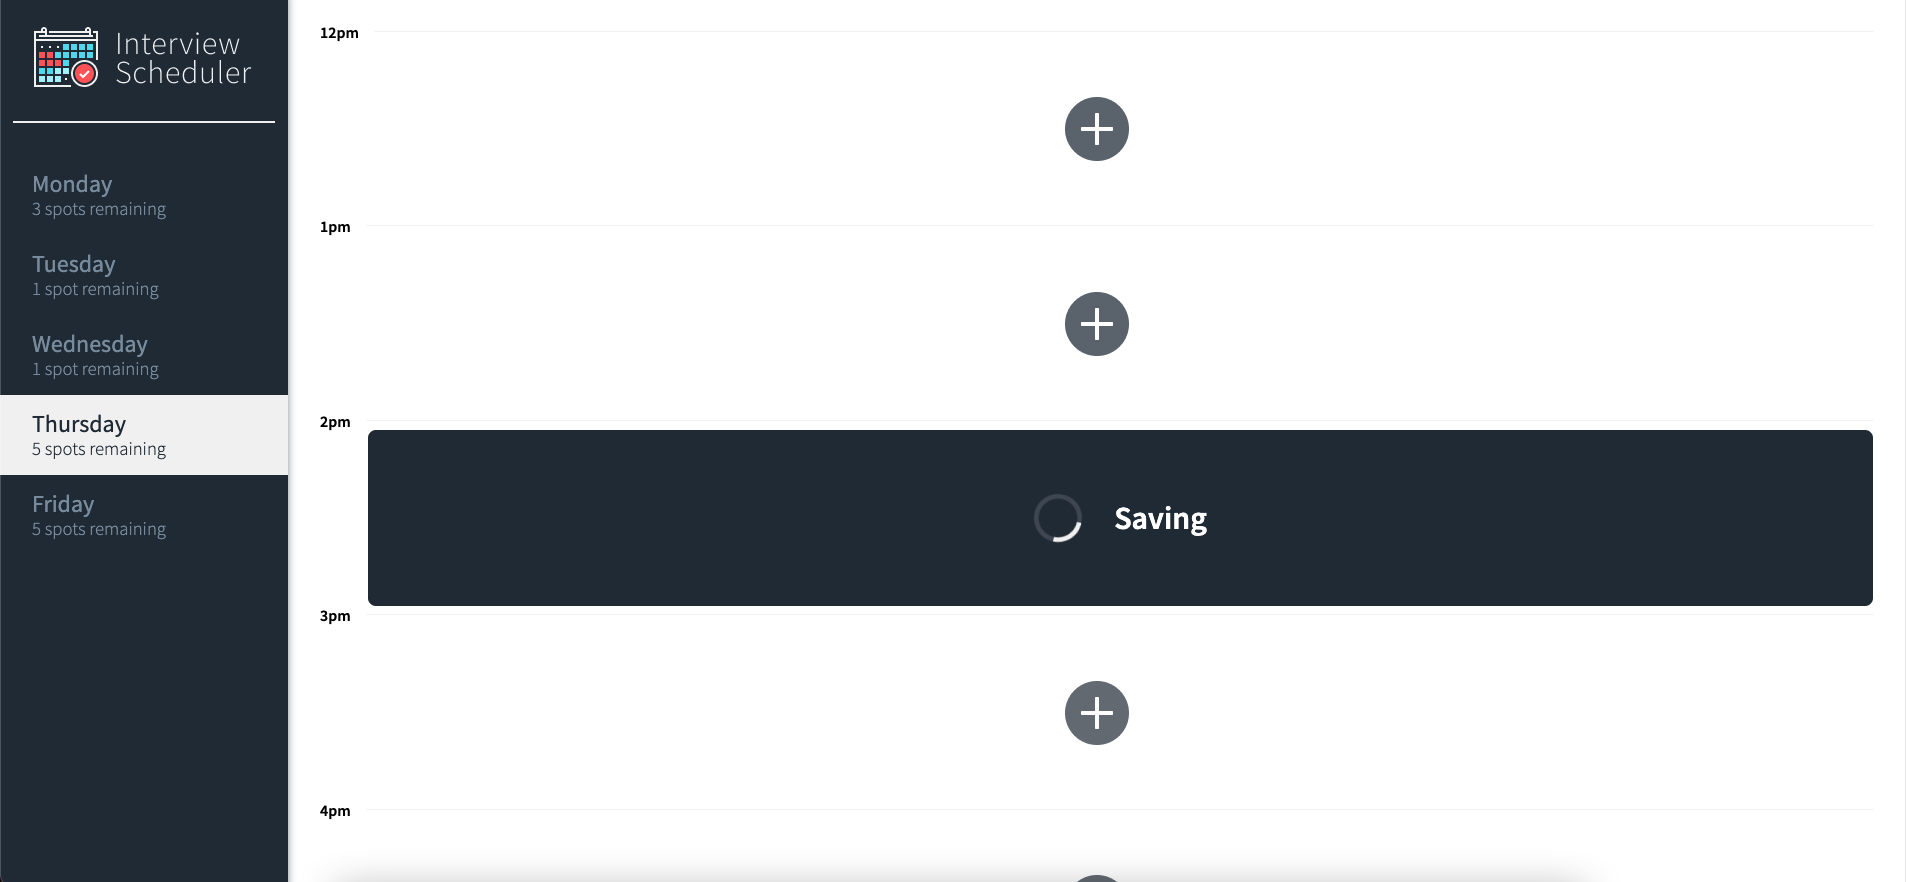 Interview
Scheduler
Monday
3 spots remaining
Tuesday
1 spot remaining
Wednesday
1 spot remaining
Thursday
5 spots remaining
Friday
5 spots remaining
12pm
1pm
2pm
Saving
3pm
4pm